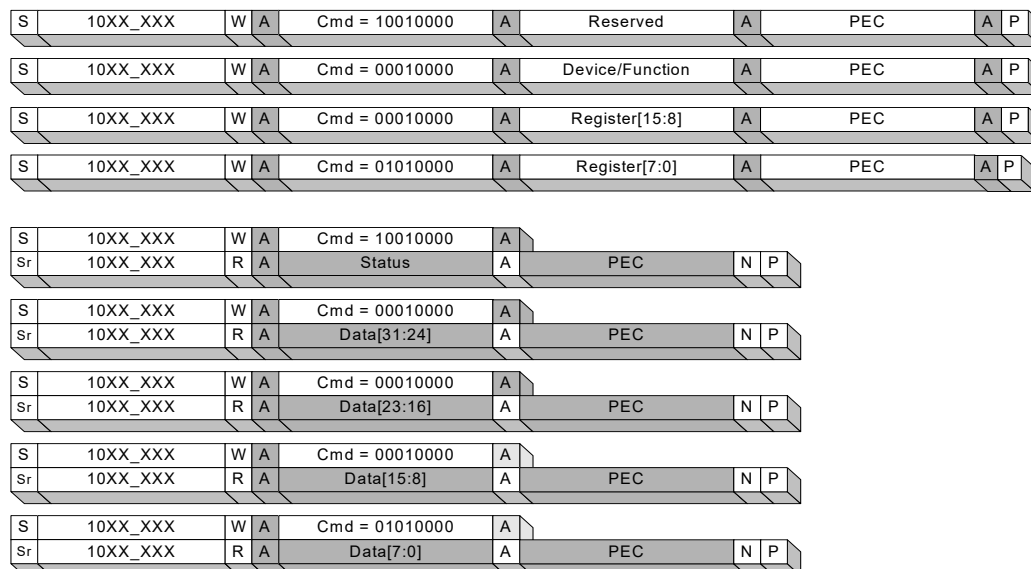 S 10XX_XXX W A Cmd = 10010000 A Reserved A PEC A P
S 10XX_XXX W A Cmd = 00010000 A Device/Function A PEC A P
S 10XX_XXX W A Cmd = 00010000 A Register[15:8] A PEC A P
S 10XX_XXX W A Cmd = 01010000 A Register[7:0] A PEC A P
S 10XX_XXX W A Cmd = 10010000 A
Sr 10XX_XXX R A Status A PEC N P
S 10XX_XXX W A Cmd = 00010000 A
Sr 10XX_XXX R A Data[31:24] A PEC N P
S 10XX_XXX W A Cmd = 00010000 A
Sr 10XX_XXX R A Data[23:16] A PEC N P
S 10XX_XXX W A Cmd = 00010000 A
Sr 10XX_XXX R A Data[15:8] A PEC N P
S 10XX_XXX W A Cmd = 01010000 A
Sr 10XX_XXX R A Data[7:0] A PEC N P